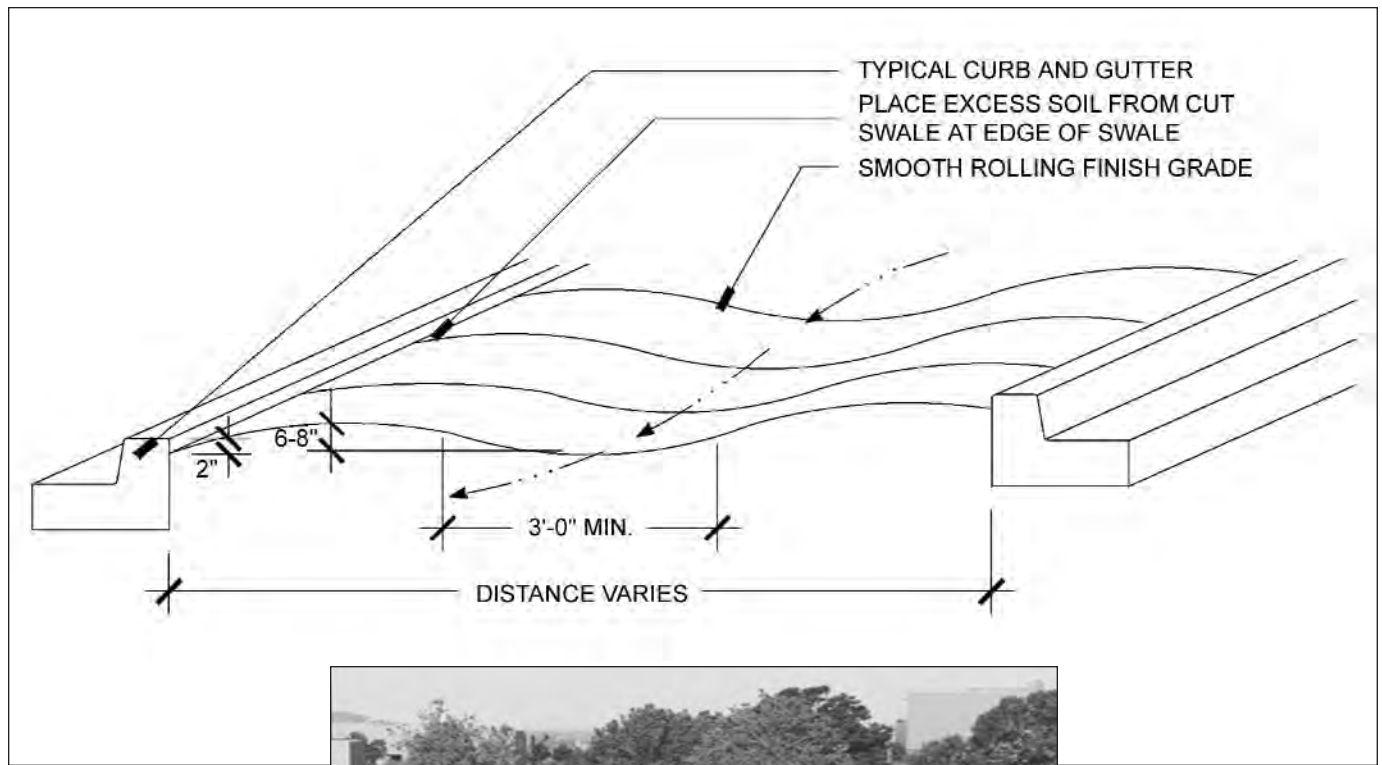 TYPICAL CURB AND GUTTER
PLACE EXCESS SOIL FROM CUT
SWALE AT EDGE OF SWALE
SMOOTH ROLLING FINISH GRADE
6-8"
2"
3'-0" MIN.
DISTANCE VARIES